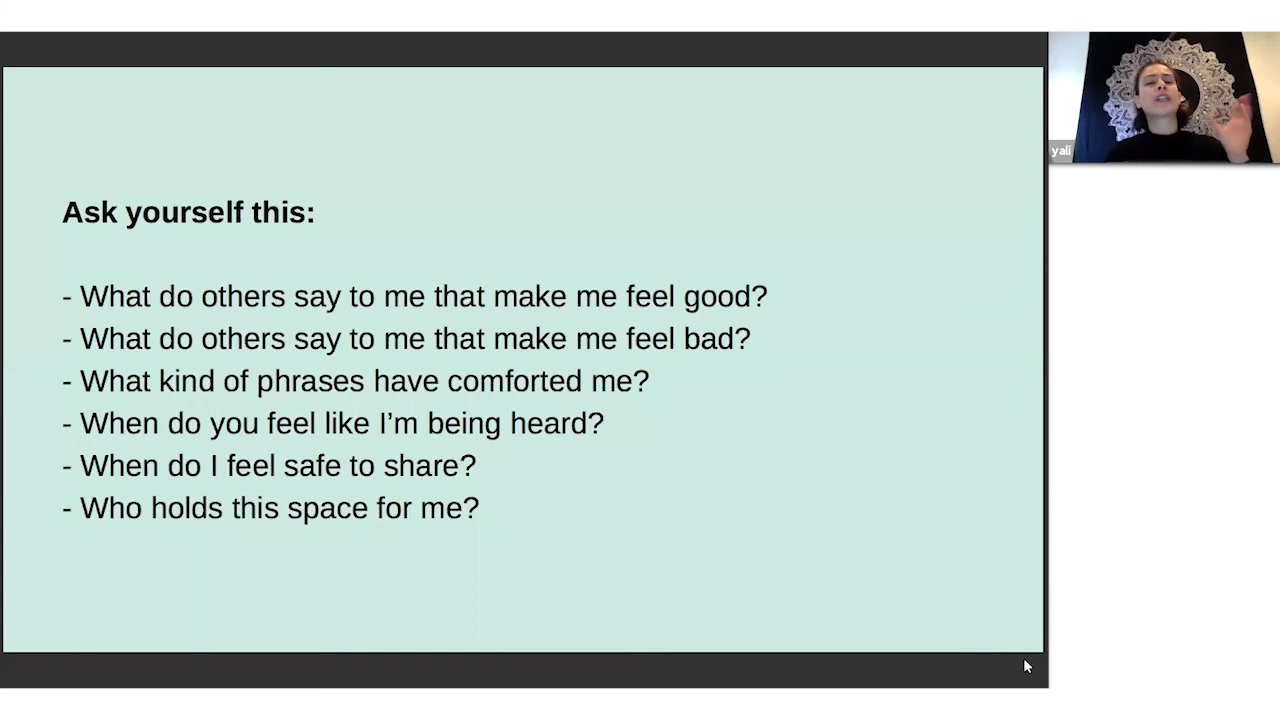 Ask yourself this:
- What do others say to me that make me feel good?
- What do others say to me that make me feel bad?
- What kind of phrases have comforted me?
- When do you feel like I’m being heard?
- When do I feel safe to share?
- Who holds this space for me?
yali